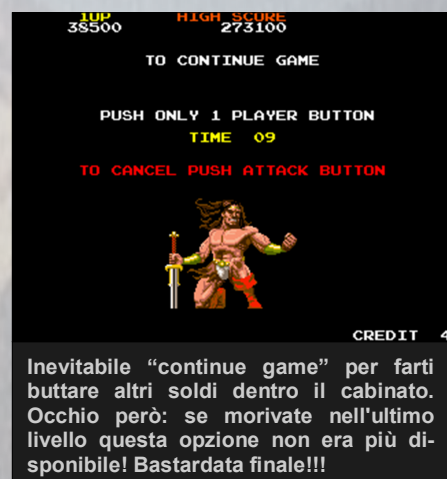 1UP HIGH SCORE
38500 273100
TO CONTINUE GAME
PUSH ONLY 1 PLAYER BUTTON
TIME 09
TO CANCEL PUSH ATTACK BUTTON
CREDIT 4
Inevitabile “continue game” per farti
buttare altri soldi dentro il cabinato.
Occhio però: se morivate nell'ultimo
livello questa opzione non era più di-
sponibile! Bastardata finale!!!